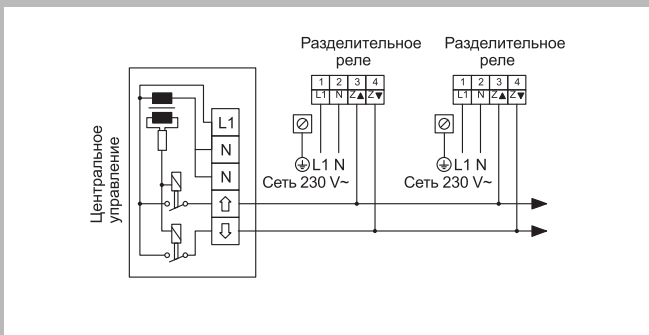 Разделительное
реле
Разделительное
реле
1 2 3 4
L1 N Z▲ Z▼
1 2 3 4
L1 N Z▲ Z▼
Центральное
управление
L1
N
N
L1 N
Сеть 230 V~
L1 N
Сеть 230 V~